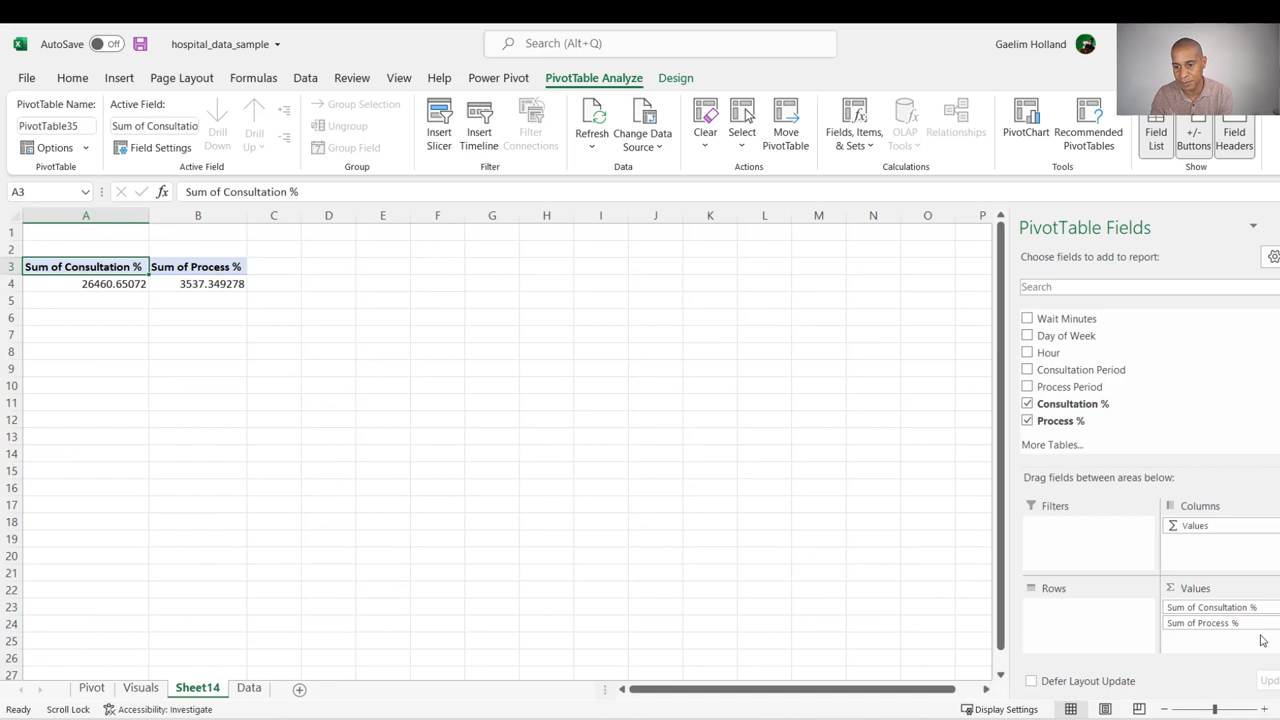 AutoSave Off hospital_data_sample Search (Alt+Q) Gaelim Holland
File Home Insert Page Layout Formulas Data Review View Help Power Pivot PivotTable Analyze Design
PivotTable Name:
PivotTable35
Options
PivotTable
Active Field:
Sum of Consultatio
Field Settings
Drill Down
Drill Up
Active Field
Group Selection
Ungroup
Group Field
Group
Insert Slicer
Insert Timeline
Filter Connections
Filter
Refresh
Change Data Source
Data
Clear
Select
Move PivotTable
Actions
Fields, Items, & Sets
OLAP Tools
Relationships
Calculations
PivotChart
Recommended PivotTables
Tools
Field List
+/- Buttons
Field Headers
Show
A3 fx Sum of Consultation %
A B C D E F G H I J K L M N O P
1
2
3 Sum of Consultation % Sum of Process %
4 26460.65072 3537.349278
5
6
7
8
9
10
11
12
13
14
15
16
17
18
19
20
21
22
23
24
25
26
27
PivotTable Fields
Choose fields to add to report:
Search
Wait Minutes
Day of Week
Hour
Consultation Period
Process Period
Consultation %
Process %
More Tables...
Drag fields between areas below:
Filters
Columns
Σ Values
Rows
Σ Values
Sum of Consultation %
Sum of Process %
Defer Layout Update Upd
Pivot Visuals Sheet14 Data
Ready Scroll Lock Accessibility: Investigate Display Settings